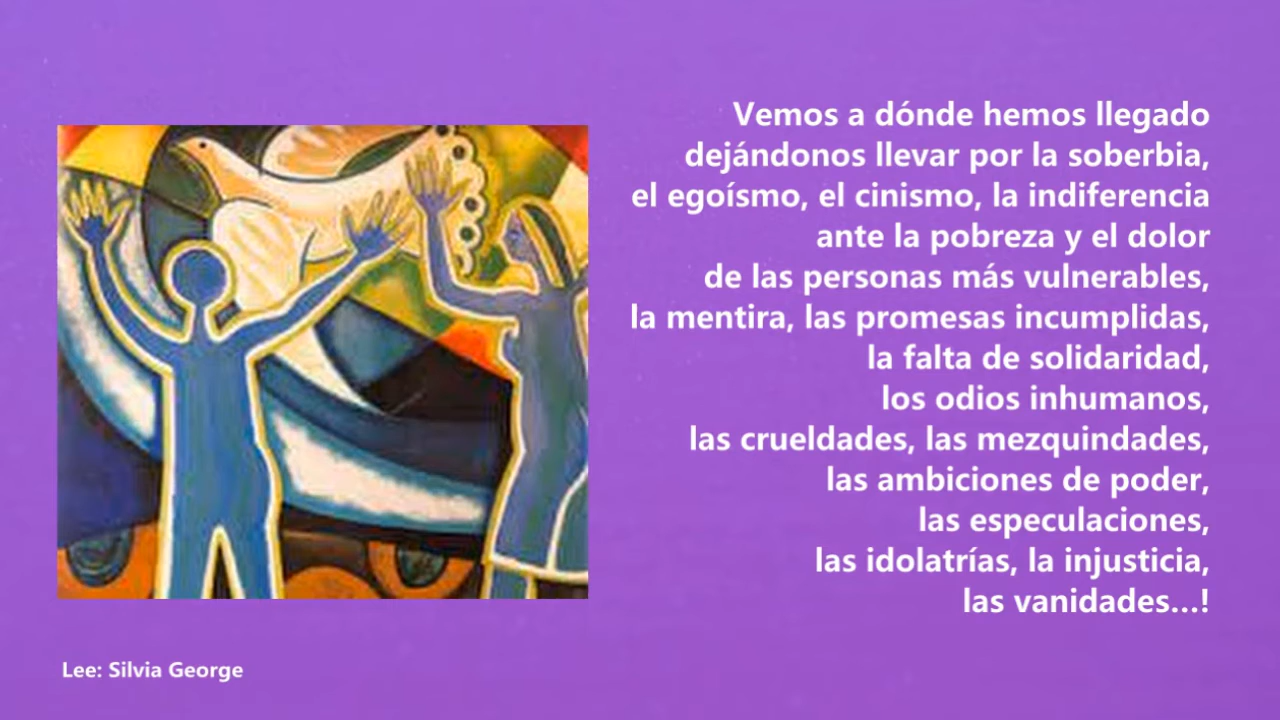 Vemos a dónde hemos llegado
dejándonos llevar por la soberbia,
el egoísmo, el cinismo, la indiferencia
ante la pobreza y el dolor
de las personas más vulnerables,
la mentira, las promesas incumplidas,
la falta de solidaridad,
los odios inhumanos,
las crueldades, las mezquindades,
las ambiciones de poder,
las especulaciones,
las idolatrías, la injusticia,
las vanidades...!
Lee: Silvia George